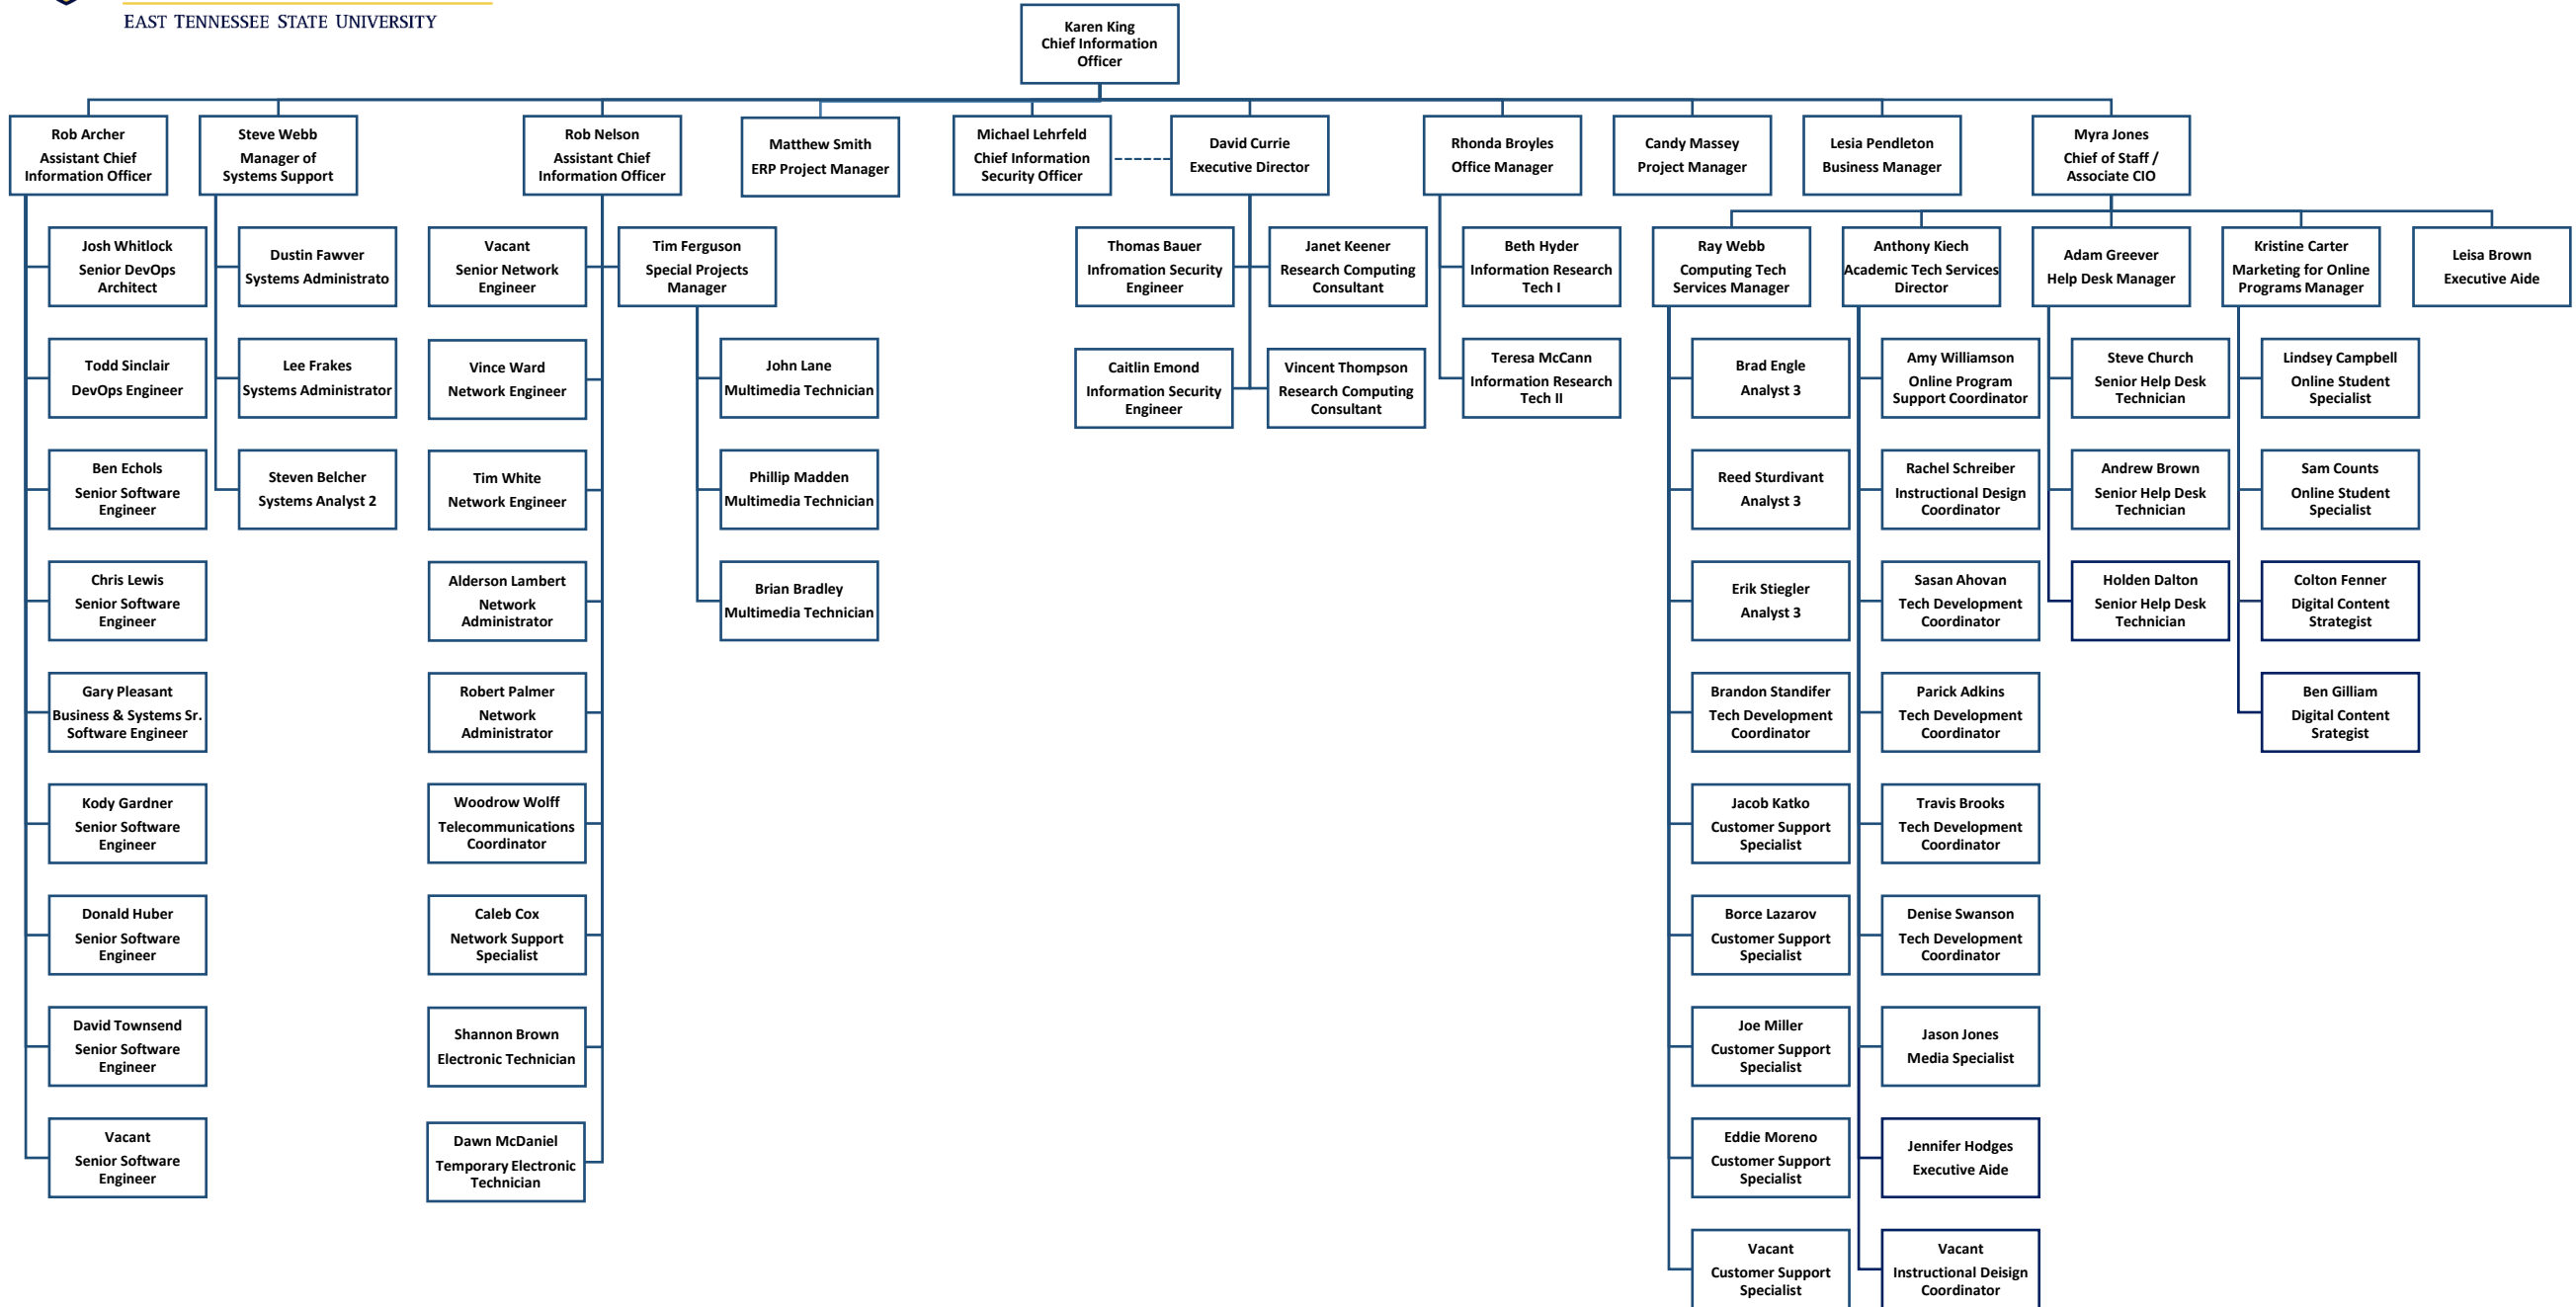 EAST TENNESSEE STATE UNIVERSITY
Karen King
Chief Information
Officer
Rob Archer
Assistant Chief
Information Officer
Steve Webb
Manager of
Systems Support
Rob Nelson
Assistant Chief
Information Officer
Matthew Smith
ERP Project Manager
Michael Lehrfeld
Chief Information
Security Officer
David Currie
Executive Director
Rhonda Broyles
Office Manager
Candy Massey
Project Manager
Lesia Pendleton
Business Manager
Myra Jones
Chief of Staff /
Associate CIO
Josh Whitlock
Senior DevOps
Architect
Todd Sinclair
DevOps Engineer
Ben Echols
Senior Software
Engineer
Chris Lewis
Senior Software
Engineer
Gary Pleasant
Business & Systems Sr.
Software Engineer
Kody Gardner
Senior Software
Engineer
Donald Huber
Senior Software
Engineer
David Townsend
Senior Software
Engineer
Vacant
Senior Software
Engineer
Dustin Fawver
Systems Administrato
Lee Frakes
Systems Administrator
Steven Belcher
Systems Analyst 2
Vacant
Senior Network
Engineer
Vince Ward
Network Engineer
Tim White
Network Engineer
Alderson Lambert
Network
Administrator
Robert Palmer
Network
Administrator
Woodrow Wolff
Telecommunications
Coordinator
Caleb Cox
Network Support
Specialist
Shannon Brown
Electronic Technician
Dawn McDaniel
Temporary Electronic
Technician
Tim Ferguson
Special Projects
Manager
John Lane
Multimedia Technician
Phillip Madden
Multimedia Technician
Brian Bradley
Multimedia Technician
Thomas Bauer
Infromation Security
Engineer
Janet Keener
Research Computing
Consultant
Caitlin Emond
Information Security
Engineer
Vincent Thompson
Research Computing
Consultant
Beth Hyder
Information Research
Tech I
Teresa McCann
Information Research
Tech II
Ray Webb
Computing Tech
Services Manager
Anthony Kiech
Academic Tech Services
Director
Adam Greever
Help Desk Manager
Kristine Carter
Marketing for Online
Programs Manager
Leisa Brown
Executive Aide
Brad Engle
Analyst 3
Reed Sturdivant
Analyst 3
Erik Stiegler
Analyst 3
Brandon Standifer
Tech Development
Coordinator
Jacob Katko
Customer Support
Specialist
Borce Lazarov
Customer Support
Specialist
Joe Miller
Customer Support
Specialist
Eddie Moreno
Customer Support
Specialist
Vacant
Customer Support
Specialist
Amy Williamson
Online Program
Support Coordinator
Rachel Schreiber
Instructional Design
Coordinator
Sasan Ahovan
Tech Development
Coordinator
Parick Adkins
Tech Development
Coordinator
Travis Brooks
Tech Development
Coordinator
Denise Swanson
Tech Development
Coordinator
Jason Jones
Media Specialist
Jennifer Hodges
Executive Aide
Vacant
Instructional Deisign
Coordinator
Steve Church
Senior Help Desk
Technician
Andrew Brown
Senior Help Desk
Technician
Holden Dalton
Senior Help Desk
Technician
Lindsey Campbell
Online Student
Specialist
Sam Counts
Online Student
Specialist
Colton Fenner
Digital Content
Strategist
Ben Gilliam
Digital Content
Srategist